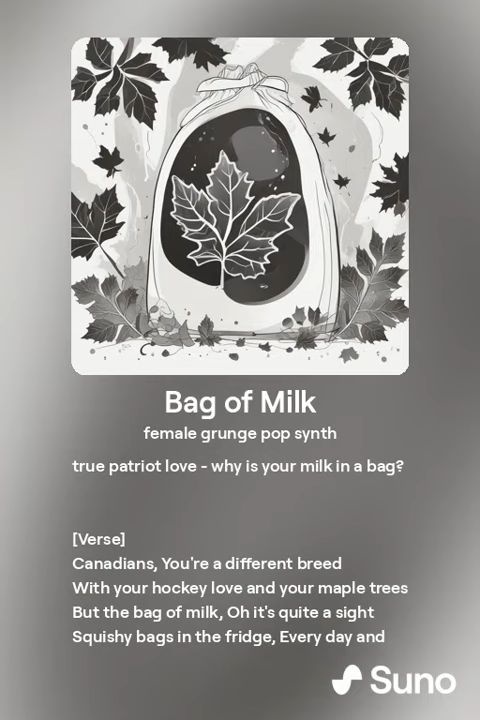 Bag of Milk
female grunge pop synth
true patriot love - why is your milk in a bag?
[Verse]
Canadians, You're a different breed
With your hockey love and your maple trees
But the bag of milk, Oh it's quite a sight
Squishy bags in the fridge, Every day and
Suno